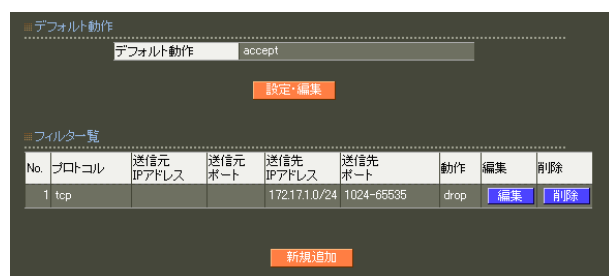 デフォルト動作
デフォルト動作 accept
設定・編集
フィルタ一覧
No. プロトコル 送信元IPアドレス 送信元ポート 送信先IPアドレス 送信先ポート 動作 編集 削除
1 tcp 172.17.1.0/24 1024-65535 drop 編集 削除
新規追加